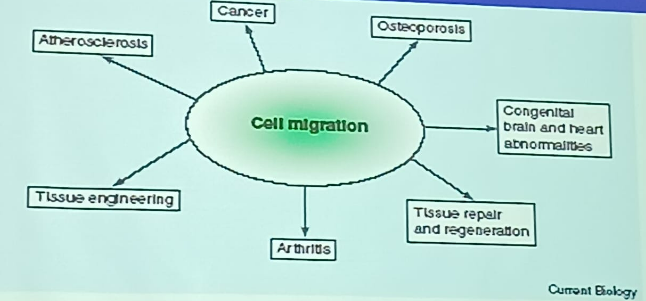 Cancer
Osteoporosis
Atherosclerosis
Cell migration
Congenital
brain and heart
abnormalities
Tissue engineering
Tissue repair
and regeneration
Arthritis
Current Biology